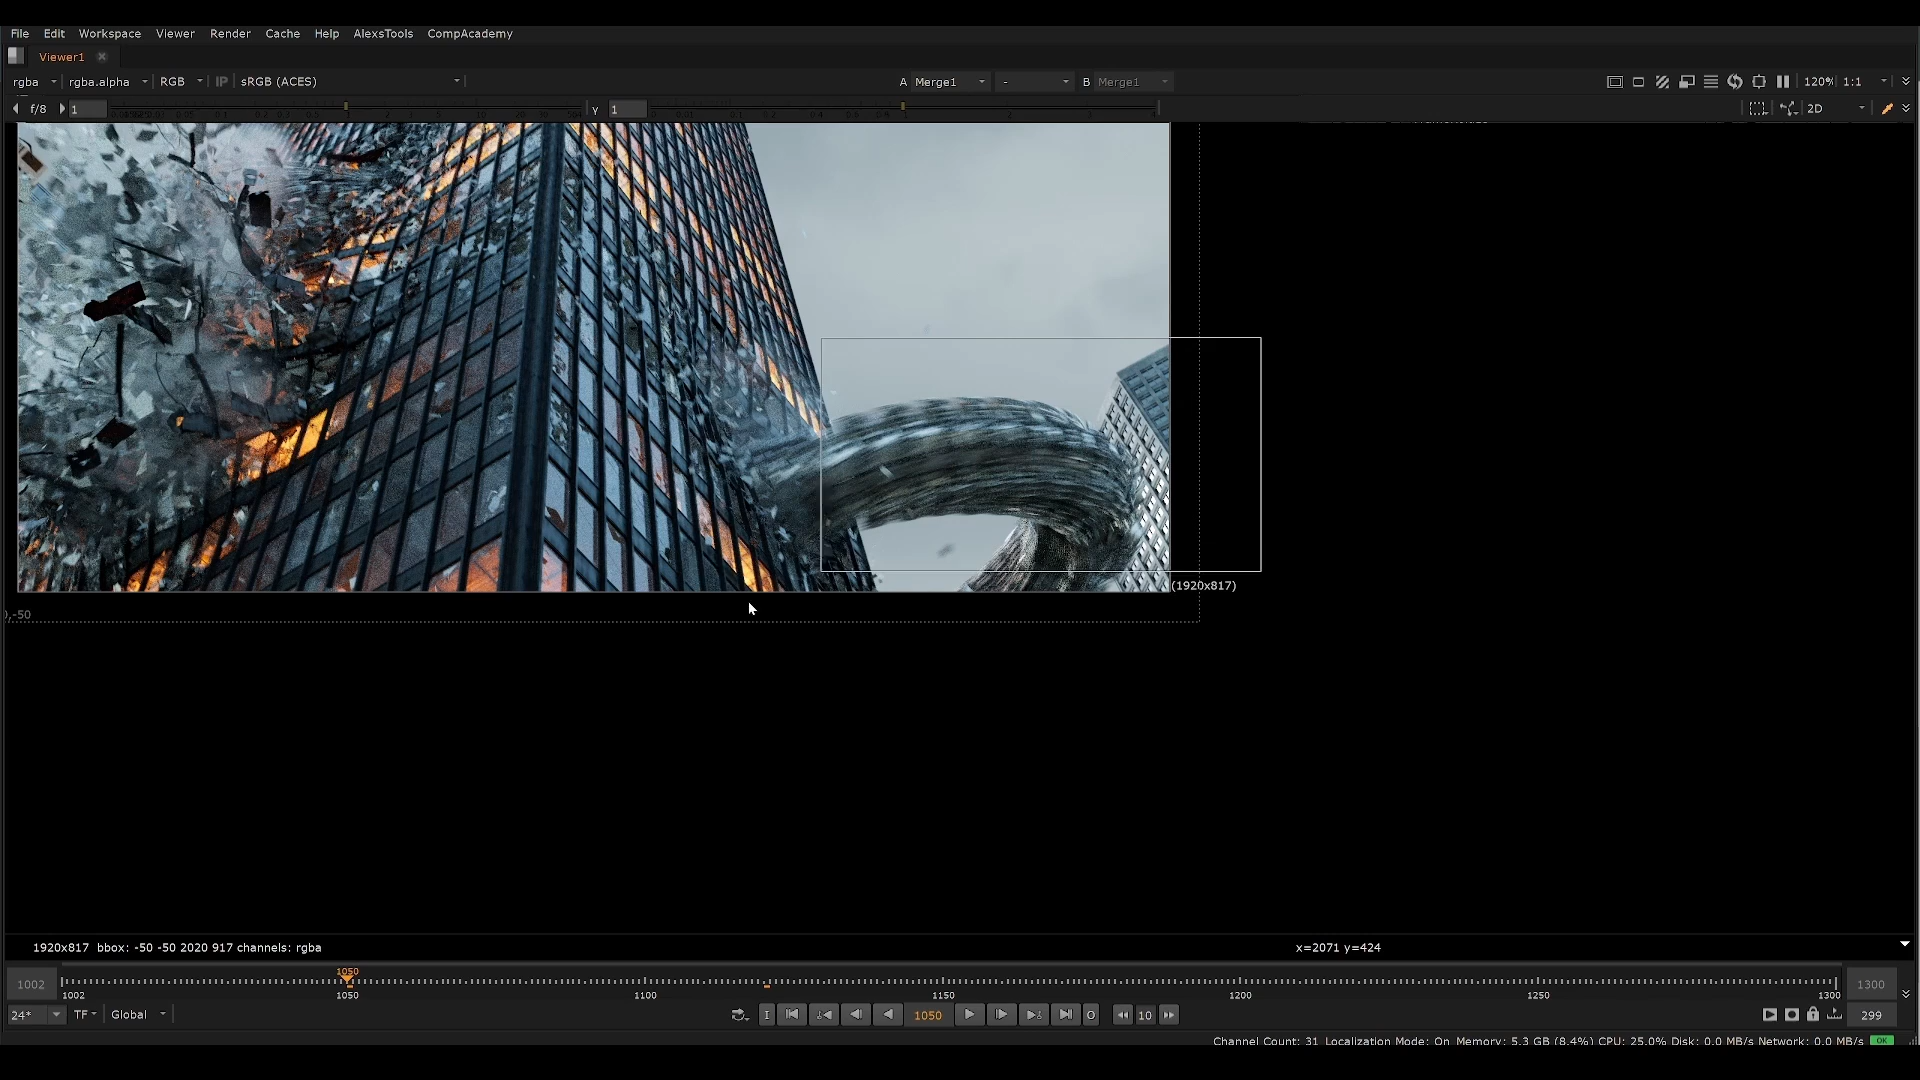 File Edit Workspace Viewer Render Cache Help AlexsTools CompAcademy
Viewer1
rgba rgba.alpha RGB IP sRGB (ACES) A Merge1 - B Merge1 120% 1:1
f/8 1 y 1 2D
(1920x817)
,-50
1920x817 bbox: -50 -50 2020 917 channels: rgba x=2071 y=424
1050
1002 1300
1002 1050 1100 1150 1200 1250 1300
24* TF Global I 1050 O 10 299
Channel Count: 31 Localization Mode: On Memory: 5.3 GB (8.4%) CPU: 25.0% Disk: 0.0 MB/s Network: 0.0 MB/s OK